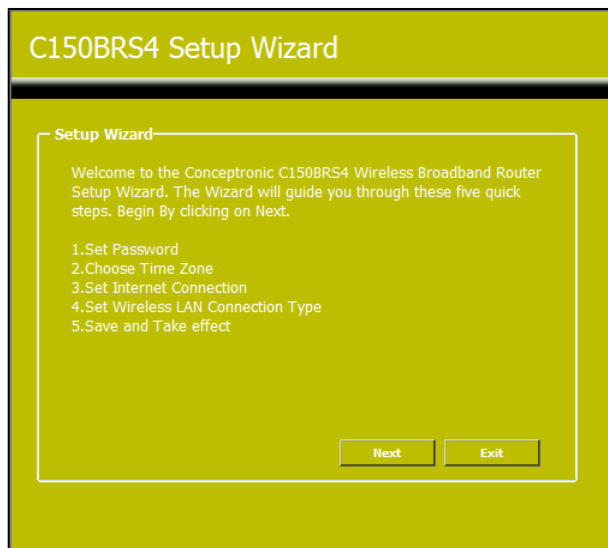 C150BRS4 Setup Wizard
Setup Wizard
Welcome to the Conceptronic C150BRS4 Wireless Broadband Router
Setup Wizard. The Wizard will guide you through these five quick
steps. Begin By clicking on Next.
1.Set Password
2.Choose Time Zone
3.Set Internet Connection
4.Set Wireless LAN Connection Type
5.Save and Take effect
Next Exit